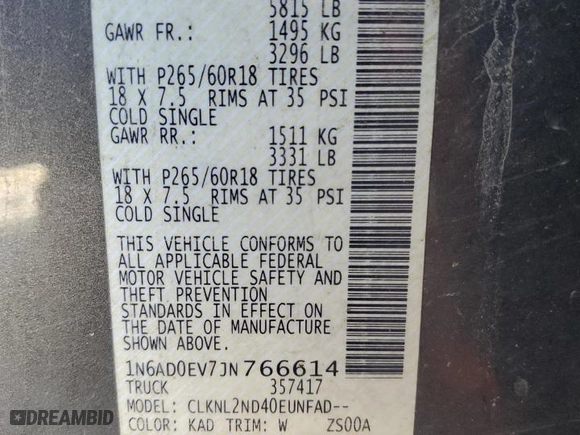 5815 LB
GAWR FR.: 1495 KG
3296 LB
WITH P265/60R18 TIRES
18 X 7.5 RIMS AT 35 PSI
COLD SINGLE
GAWR RR.: 1511 KG
3331 LB
WITH P265/60R18 TIRES
18 X 7.5 RIMS AT 35 PSI
COLD SINGLE
THIS VEHICLE CONFORMS TO
ALL APPLICABLE FEDERAL
MOTOR VEHICLE SAFETY AND
THEFT PREVENTION
STANDARDS IN EFFECT ON
THE DATE OF MANUFACTURE
SHOWN ABOVE.
1N6AD0EV7JN766614
TRUCK 357417
MODEL: CLKNL2ND40EUNFAD--
COLOR: KAD TRIM: W ZS00A
DREAMBID